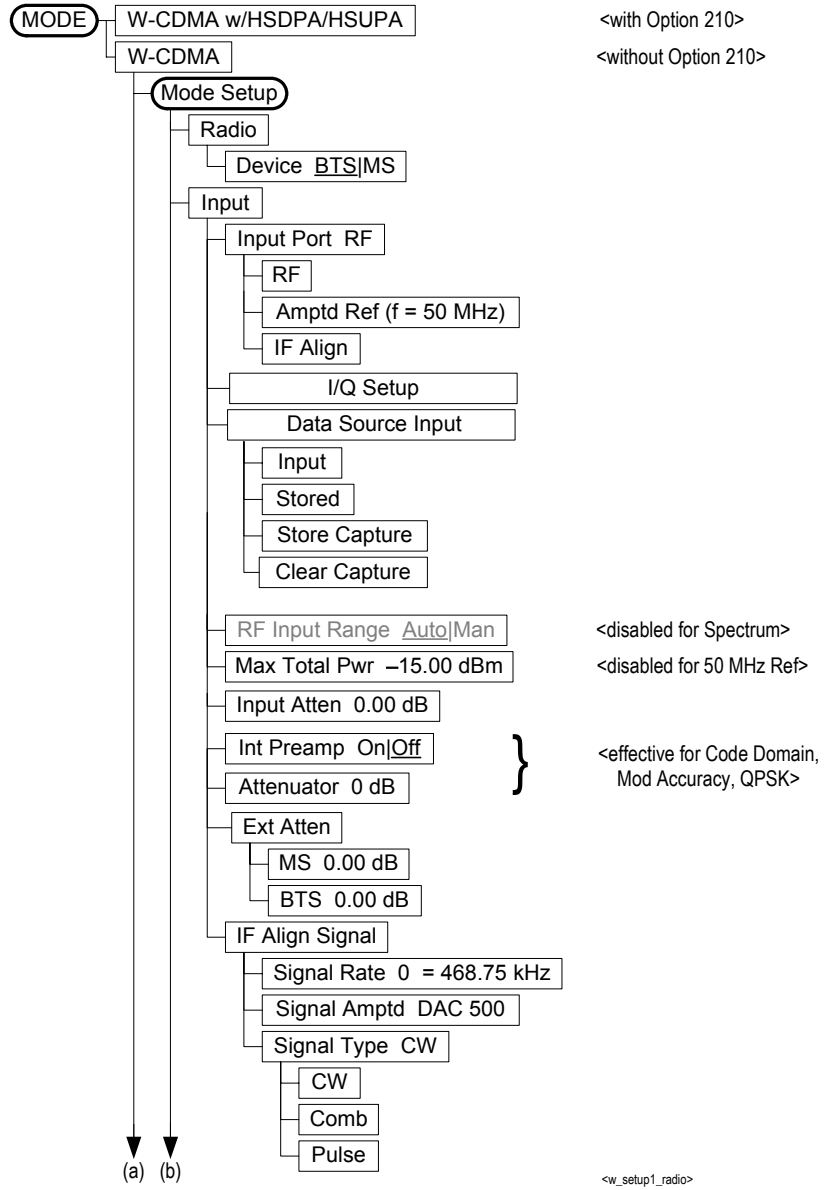 MODE W-CDMA w/HSDPA/HSUPA <with Option 210>
W-CDMA <without Option 210>
Mode Setup
Radio
Device BTS|MS
Input
Input Port RF
RF
Amptd Ref (f = 50 MHz)
IF Align
I/Q Setup
Data Source Input
Input
Stored
Store Capture
Clear Capture
RF Input Range Auto|Man <disabled for Spectrum>
Max Total Pwr –15.00 dBm <disabled for 50 MHz Ref>
Input Atten 0.00 dB
Int Preamp On|Off } <effective for Code Domain,
Attenuator 0 dB Mod Accuracy, QPSK>
Ext Atten
MS 0.00 dB
BTS 0.00 dB
IF Align Signal
Signal Rate 0 = 468.75 kHz
Signal Amptd DAC 500
Signal Type CW
CW
Comb
Pulse
(a) (b) <w_setup1_radio>